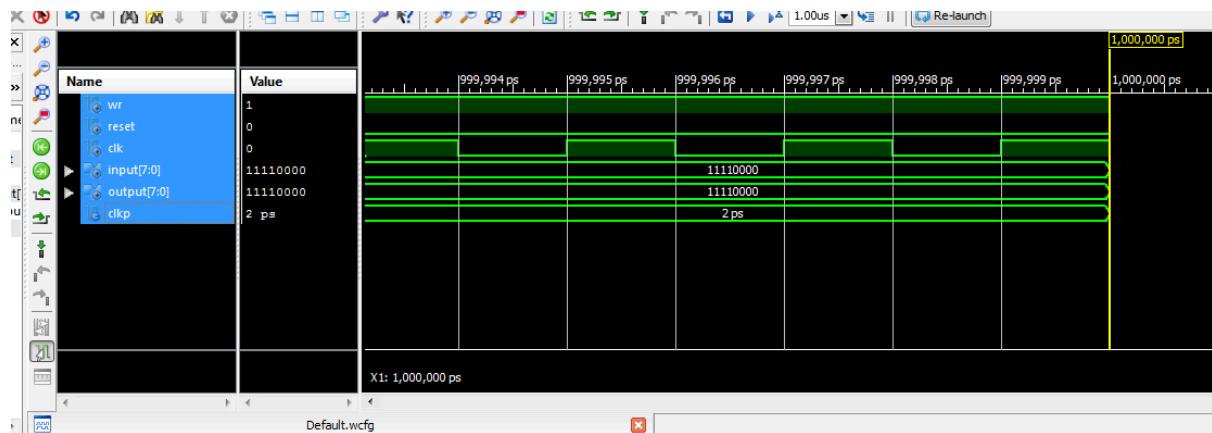 1.00us
Re-launch
1,000,000 ps
Name
Value
999,994 ps
999,995 ps
999,996 ps
999,997 ps
999,998 ps
999,999 ps
1,000,000 ps
wr
1
reset
0
clk
0
input[7:0]
11110000
11110000
output[7:0]
11110000
11110000
clkp
2 ps
2 ps
X1: 1,000,000 ps
Default.wcfg